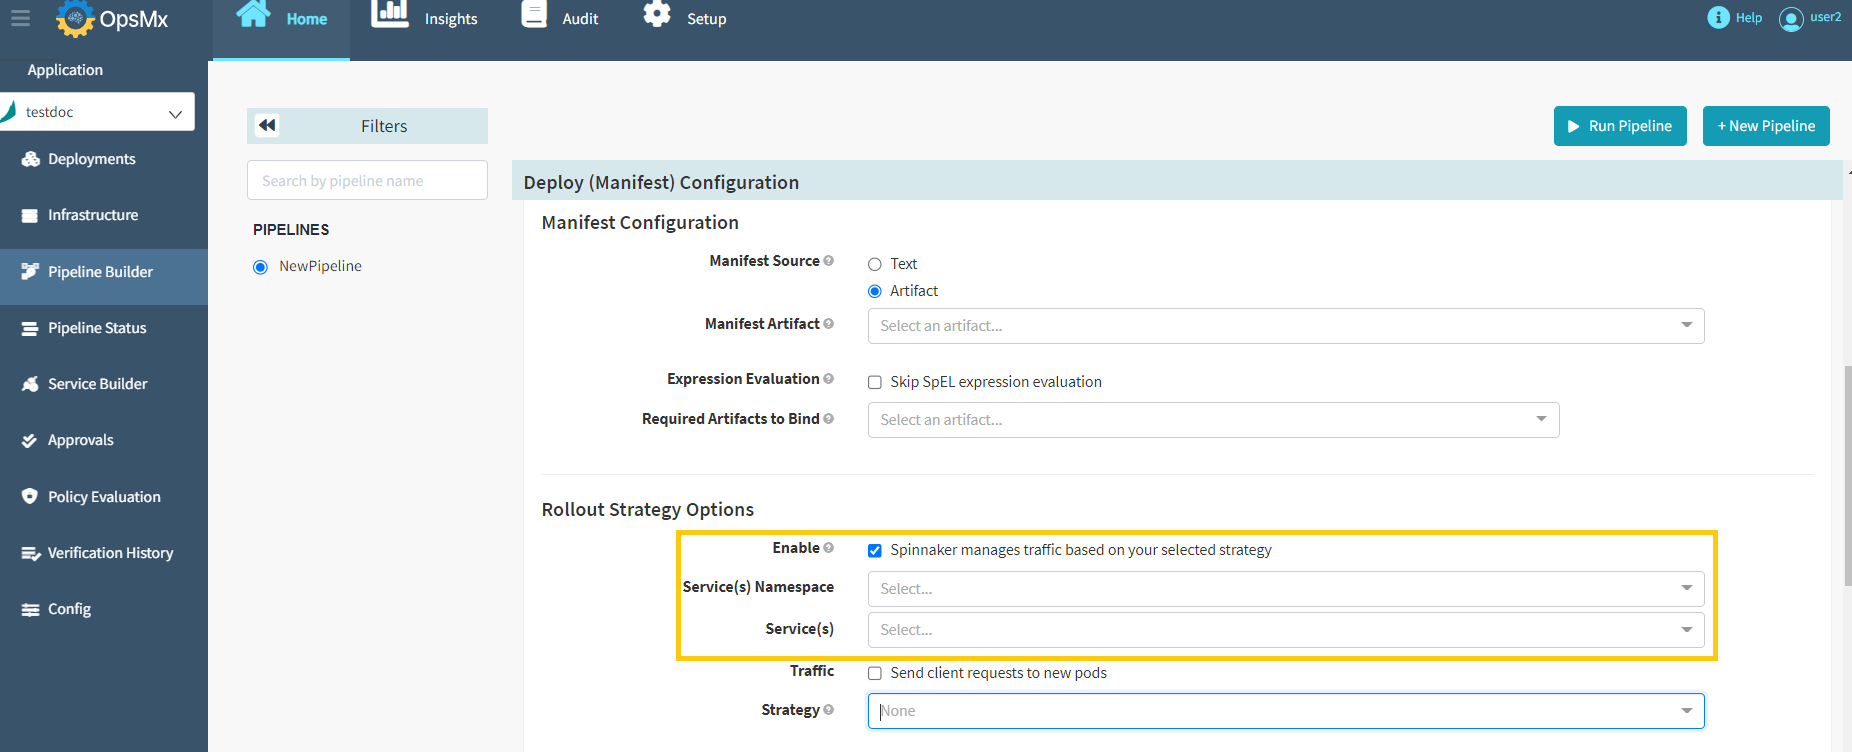 OpsMx
Home
Insights
Audit
Setup
Help
user2
Application
testdoc
Deployments
Infrastructure
Pipeline Builder
Pipeline Status
Service Builder
Approvals
Policy Evaluation
Verification History
Config
Filters
Search by pipeline name
PIPELINES
NewPipeline
Run Pipeline
+ New Pipeline
Deploy (Manifest) Configuration
Manifest Configuration
Manifest Source
Text
Artifact
Manifest Artifact
Select an artifact...
Expression Evaluation
Skip SpEL expression evaluation
Required Artifacts to Bind
Select an artifact...
Rollout Strategy Options
Enable
Spinnaker manages traffic based on your selected strategy
Service(s) Namespace
Select...
Service(s)
Select...
Traffic
Send client requests to new pods
Strategy
None